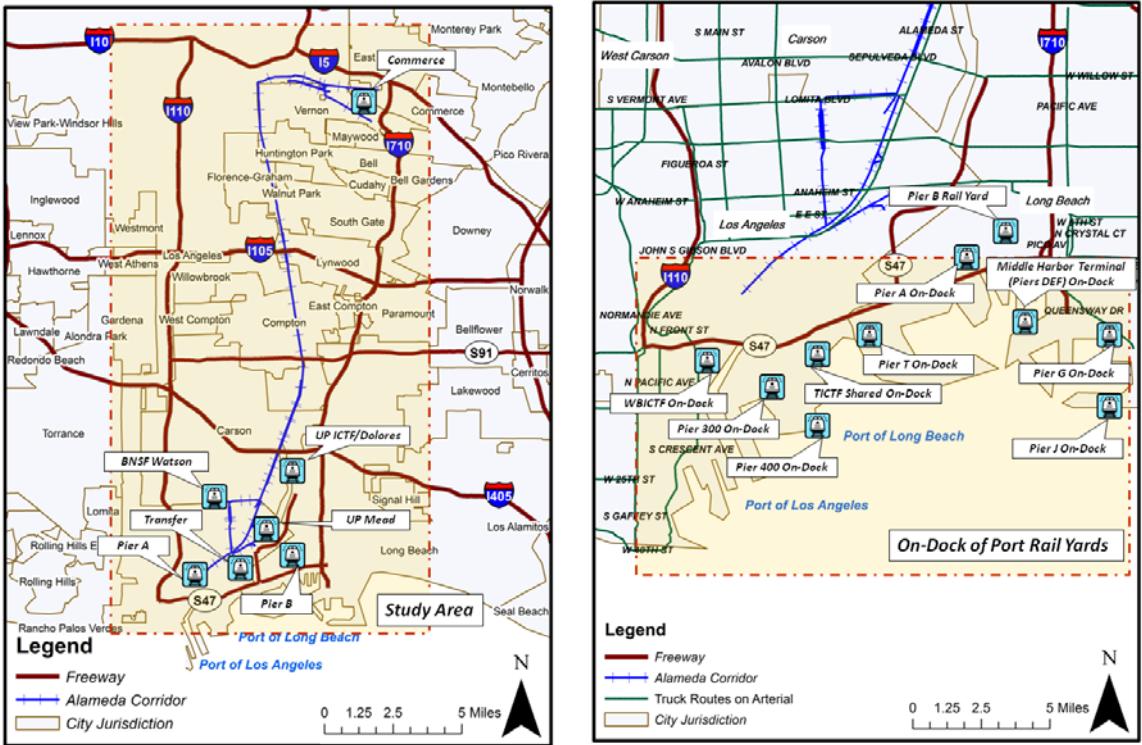 I10
Monterey Park
East
I5
Commerce
I110
Montebello
Vernon
Commerce
View Park-Windsor Hills
Maywood
I710
Huntington Park
Bell
Pico Rivera
Florence-Graham
Cudahy
Bell Gardens
Walnut Park
Inglewood
South Gate
Westmont
Downey
Lennox
I105
Los Angeles
West Athens
Lynwood
Hawthorne
Willowbrook
Norwalk
East Compton
Gardena
West Compton
Compton
Paramount
Lawndale
Alondra Park
Bellflower
Redondo Beach
S91
Cerritos
Lakewood
Torrance
Carson
UP ICTF/Dolores
BNSF Watson
I405
Signal Hill
Lomita
Transfer
UP Mead
Los Alamitos
Rolling Hills E
Pier A
Long Beach
Rolling Hills
S47
Pier B
Study Area
Seal Beach
Rancho Palos Verdes
Port of Long Beach
Port of Los Angeles
Legend
Freeway
Alameda Corridor
City Jurisdiction
N
0 1.25 2.5 5 Miles
S MAIN ST
Carson
ALAMEDA ST
I710
West Carson
SEPULVEDA BLVD
AVALON BLVD
W WILLOW ST
S VERMONT AVE
LOMITA BLVD
PACIFIC AVE
FIGUEROA ST
ANAHEIM ST
Pier B Rail Yard
W ANAHEIM ST
Long Beach
E E ST
Los Angeles
N CRYSTAL CT
JOHN S GIBSON BLVD
PICO AV
I110
S47
Middle Harbor Terminal
(Piers DEF) On-Dock
Pier A On-Dock
NORMANDIE AVE
QUEENSWAY DR
N FRONT ST
S47
Pier T On-Dock
Pier G On-Dock
N PACIFIC AVE
WBICTF On-Dock
TICTF Shared On-Dock
Pier 300 On-Dock
Port of Long Beach
Pier J On-Dock
S CRESCENT AVE
Pier 400 On-Dock
W 25TH ST
Port of Los Angeles
S GAFFEY ST
On-Dock of Port Rail Yards
Legend
Freeway
Alameda Corridor
Truck Routes on Arterial
City Jurisdiction
N
0 1.25 2.5 5 Miles